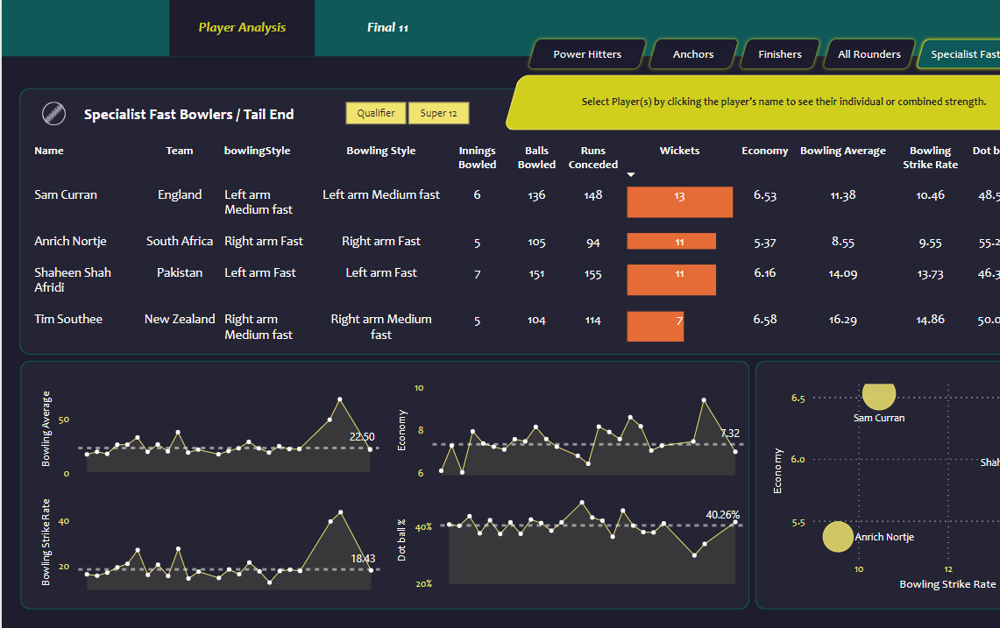 Player Analysis
Final 11
Power Hitters
Anchors
Finishers
All Rounders
Specialist Fast
Specialist Fast Bowlers / Tail End
Qualifier
Super 12
Select Player(s) by clicking the player's name to see their individual or combined strength.
Name Team bowlingStyle Bowling Style Innings Bowled Balls Bowled Runs Conceded Wickets Economy Bowling Average Bowling Strike Rate Dot b
Sam Curran England Left arm Medium fast Left arm Medium fast 6 136 148 13 6.53 11.38 10.46 48.5
Anrich Nortje South Africa Right arm Fast Right arm Fast 5 105 94 11 5.37 8.55 9.55 55.2
Shaheen Shah Afridi Pakistan Left arm Fast Left arm Fast 7 151 155 11 6.16 14.09 13.73 46.3
Tim Southee New Zealand Right arm Medium fast Right arm Medium fast 5 104 114 7 6.58 16.29 14.86 50.0
Bowling Average
50
0
22.50
Economy
10
8
6
7.32
Bowling Strike Rate
40
20
18.43
Dot ball %
40%
20%
40.26%
Economy
6.5
6.0
5.5
Sam Curran
Shah
Anrich Nortje
10
12
Bowling Strike Rate